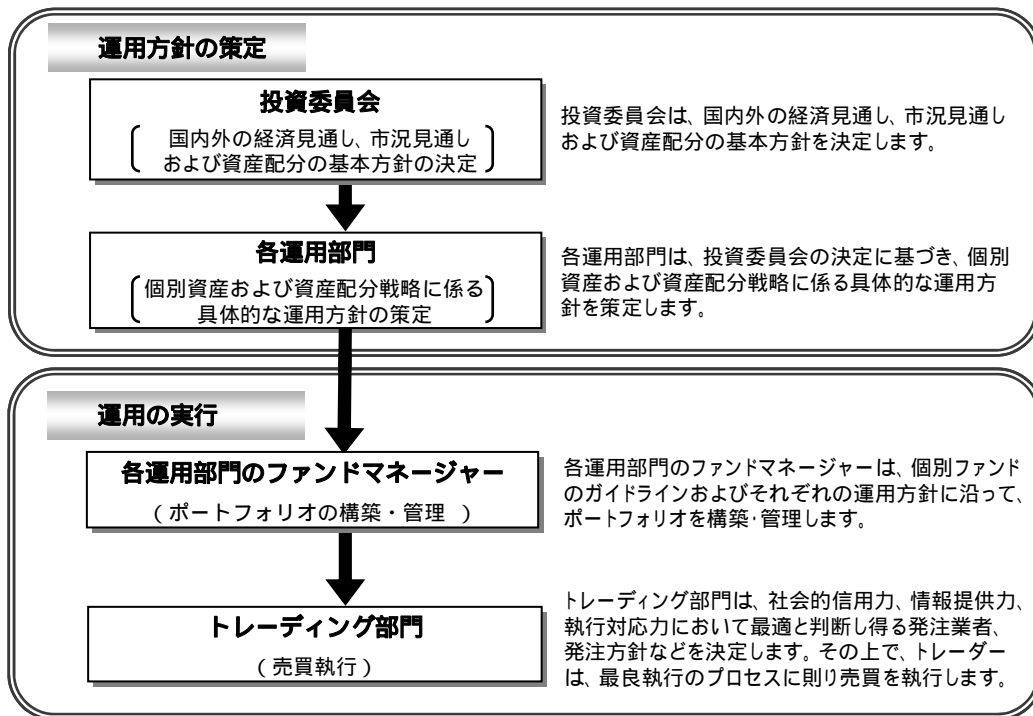 運用方針の策定
投資委員会
国内外の経済見通し、市況見通し
および資産配分の基本方針の決定
投資委員会は、国内外の経済見通し、市況見通し
および資産配分の基本方針を決定します。
各運用部門
個別資産および資産配分戦略に係る
具体的な運用方針の策定
各運用部門は、投資委員会の決定に基づき、個別
資産および資産配分戦略に係る具体的な運用方
針を策定します。
運用の実行
各運用部門のファンドマネージャー
(ポートフォリオの構築・管理 )
各運用部門のファンドマネージャーは、個別ファンド
のガイドラインおよびそれぞれの運用方針に沿って、
ポートフォリオを構築・管理します。
トレーディング部門
(売買執行)
トレーディング部門は、社会的信用力、情報提供力、
執行対応力において最適と判断し得る発注業者、
発注方針などを決定します。その上で、トレーダー
は、最良執行のプロセスに則り売買を執行します。